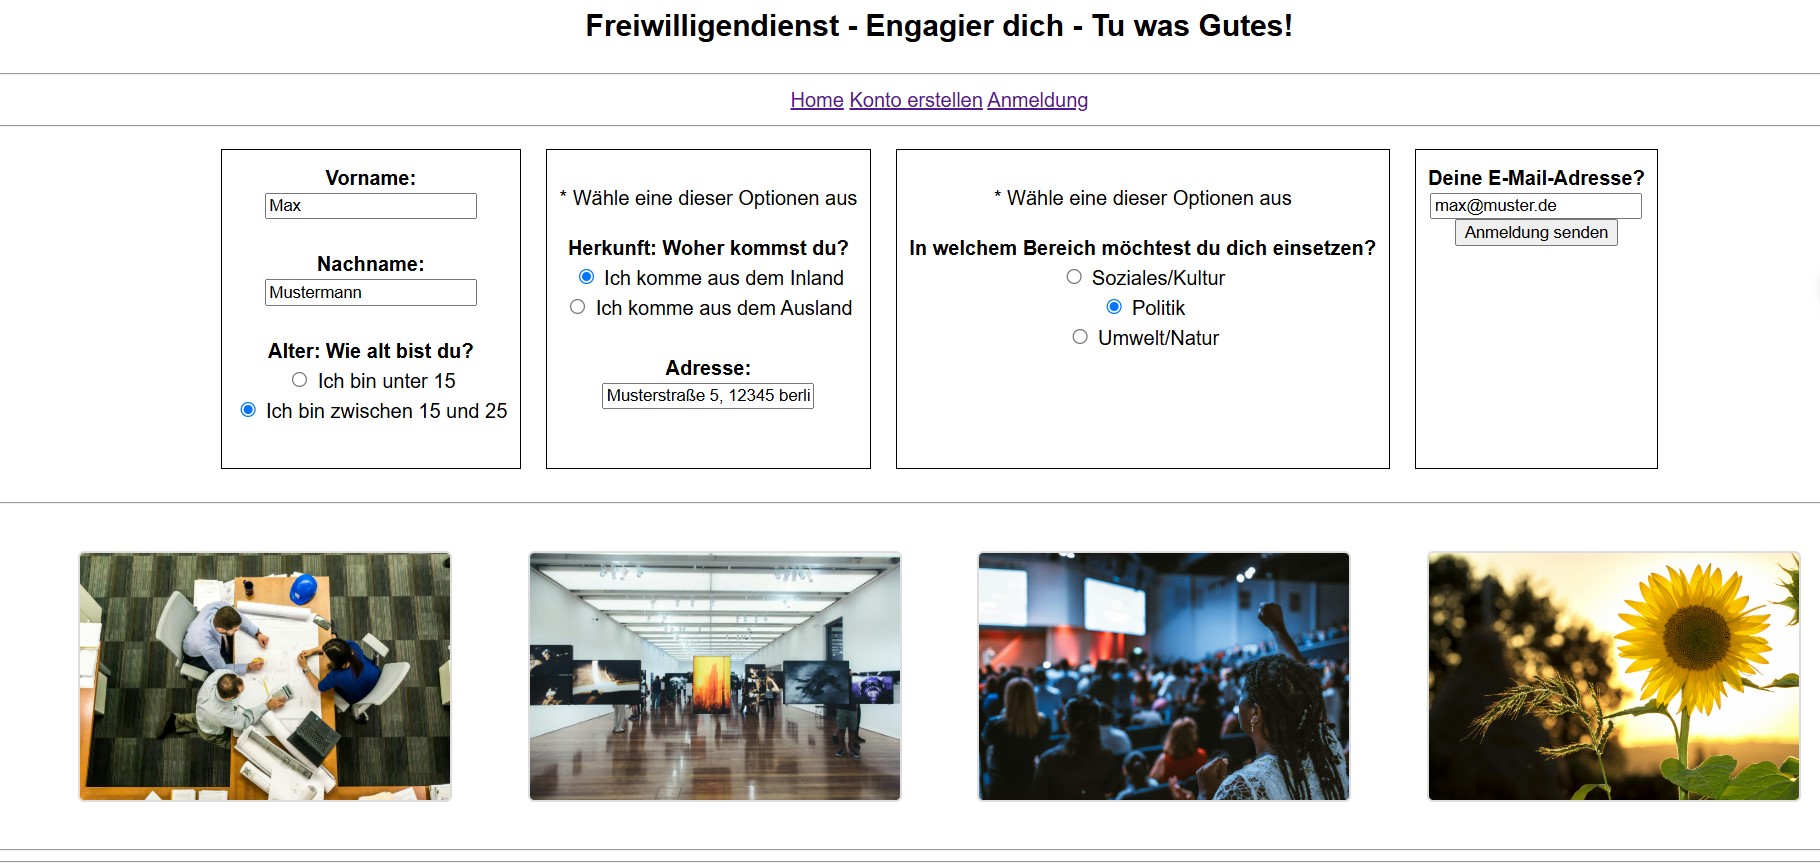 Freiwilligendienst - Engagier dich - Tu was Gutes!
Home Konto erstellen Anmeldung
Vorname:
Max
Nachname:
Mustermann
Alter: Wie alt bist du?
Ich bin unter 15
Ich bin zwischen 15 und 25
* Wähle eine dieser Optionen aus
Herkunft: Woher kommst du?
Ich komme aus dem Inland
Ich komme aus dem Ausland
Adresse:
Musterstraße 5, 12345 berli
* Wähle eine dieser Optionen aus
In welchem Bereich möchtest du dich einsetzen?
Soziales/Kultur
Politik
Umwelt/Natur
Deine E-Mail-Adresse?
max@muster.de
Anmeldung senden